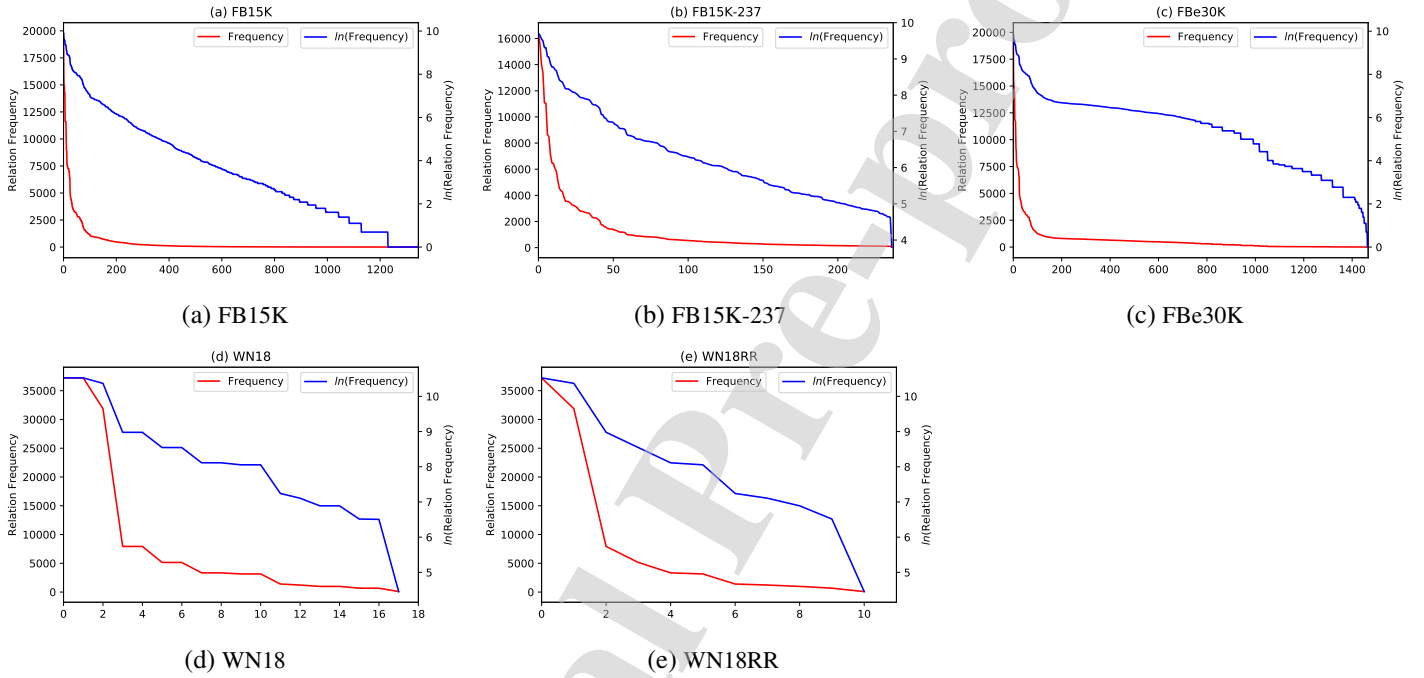 (a) FB15K
Frequency
ln(Frequency)
20000
17500
15000
12500
10000
7500
5000
2500
0
Relation Frequency
10
8
6
4
2
0
ln(Relation Frequency)
0 200 400 600 800 1000 1200
(a) FB15K
(b) FB15K-237
Frequency
ln(Frequency)
16000
14000
12000
10000
8000
6000
4000
2000
0
Relation Frequency
10
9
8
7
6
5
4
ln(Relation Frequency)
0 50 100 150 200
(b) FB15K-237
(c) FBe30K
Frequency
ln(Frequency)
20000
17500
15000
12500
10000
7500
5000
2500
0
Relation Frequency
10
8
6
4
2
0
ln(Relation Frequency)
0 200 400 600 800 1000 1200 1400
(c) FBe30K
(d) WN18
Frequency
ln(Frequency)
35000
30000
25000
20000
15000
10000
5000
0
Relation Frequency
10
9
8
7
6
5
ln(Relation Frequency)
0 2 4 6 8 10 12 14 16 18
(d) WN18
(e) WN18RR
Frequency
ln(Frequency)
35000
30000
25000
20000
15000
10000
5000
0
Relation Frequency
10
9
8
7
6
5
ln(Relation Frequency)
0 2 4 6 8 10
(e) WN18RR
al Pre-pro